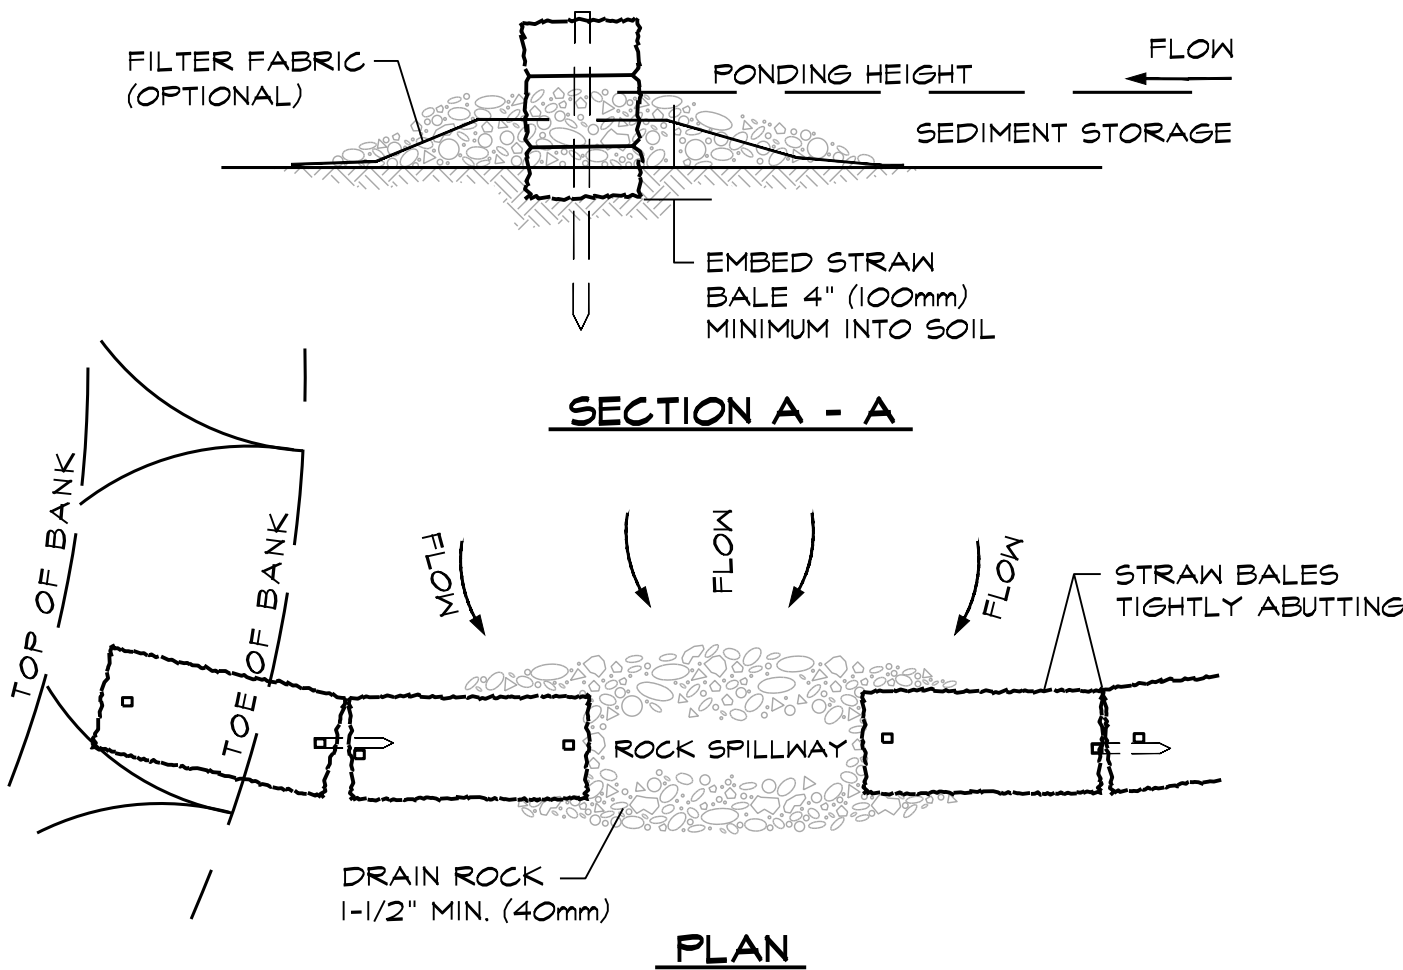 FILTER FABRIC
(OPTIONAL)
PONDING HEIGHT
FLOW
SEDIMENT STORAGE
EMBED STRAW
BALE 4" (100mm)
MINIMUM INTO SOIL
SECTION A - A
TOP OF BANK
TOE OF BANK
FLOW
FLOW
FLOW
STRAW BALES
TIGHTLY ABUTTING
ROCK SPILLWAY
DRAIN ROCK
1-1/2" MIN. (40mm)
PLAN